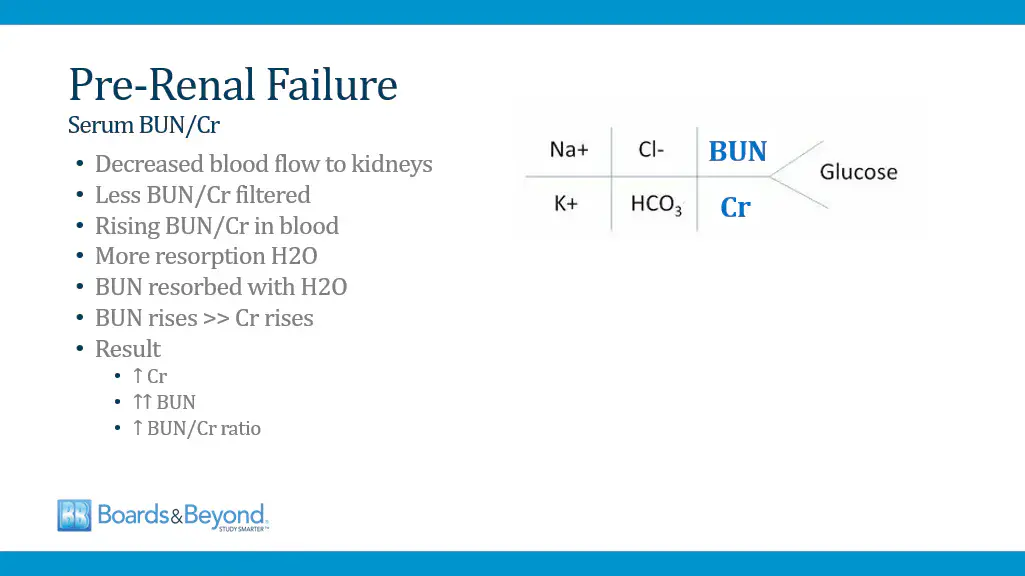 Pre-Renal Failure
Serum BUN/Cr
• Decreased blood flow to kidneys
• Less BUN/Cr filtered
• Rising BUN/Cr in blood
• More resorption H2O
• BUN resorbed with H2O
• BUN rises >> Cr rises
• Result
• ↑ Cr
• ↑↑ BUN
• ↑ BUN/Cr ratio
Na+ Cl- BUN
Glucose
K+ HCO₃ Cr
BB Boards&Beyond.
STUDY SMARTER™